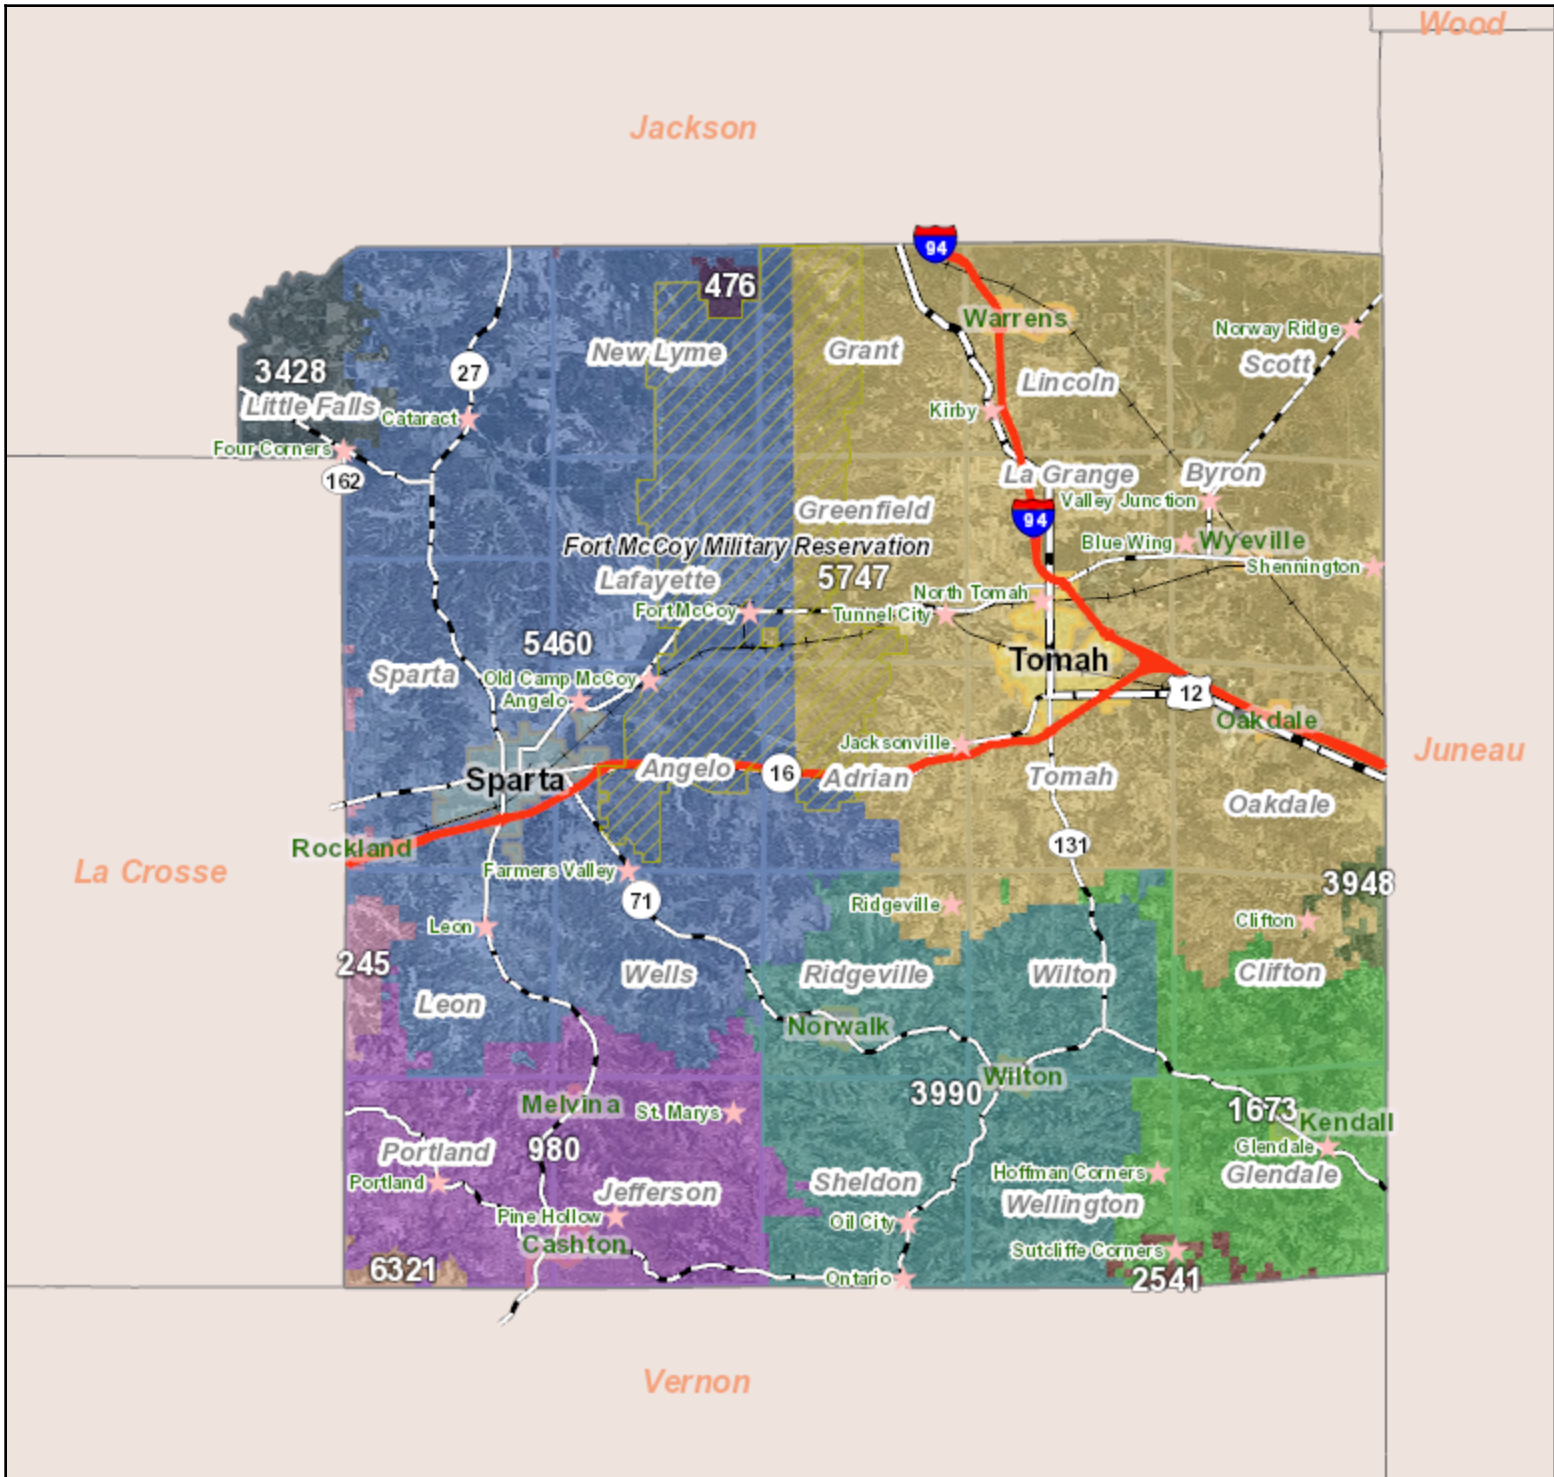 Wood
Jackson
94
476
Warrens
Norway Ridge
New Lyme
Grant
Scott
3428
27
Lincoln
Little Falls
Cataract
Kirby
Four Corners
162
La Grange
Byron
Valley Junction
Greenfield
94
Fort McCoy Military Reservation
Blue Wing
Wyeville
Lafayette
5747
Shennington
Fort McCoy
Tunnel City
North Tomah
5460
Tomah
Sparta
Old Camp McCoy
Angelo
12
Oakdale
Jacksonville
Juneau
Sparta
Angelo
16
Adrian
Tomah
Oakdale
Rockland
131
La Crosse
Farmers Valley
3948
71
Ridgeville
Leon
Clifton
245
Wells
Ridgeville
Wilton
Clifton
Leon
Norwalk
Wilton
3990
Melvina
St. Marys
1673
Kendall
Portland
980
Glendale
Portland
Jefferson
Sheldon
Hoffman Corners
Glendale
Wellington
Pine Hollow
Oil City
Cashton
Sutcliffe Corners
6321
Ontario
2541
Vernon